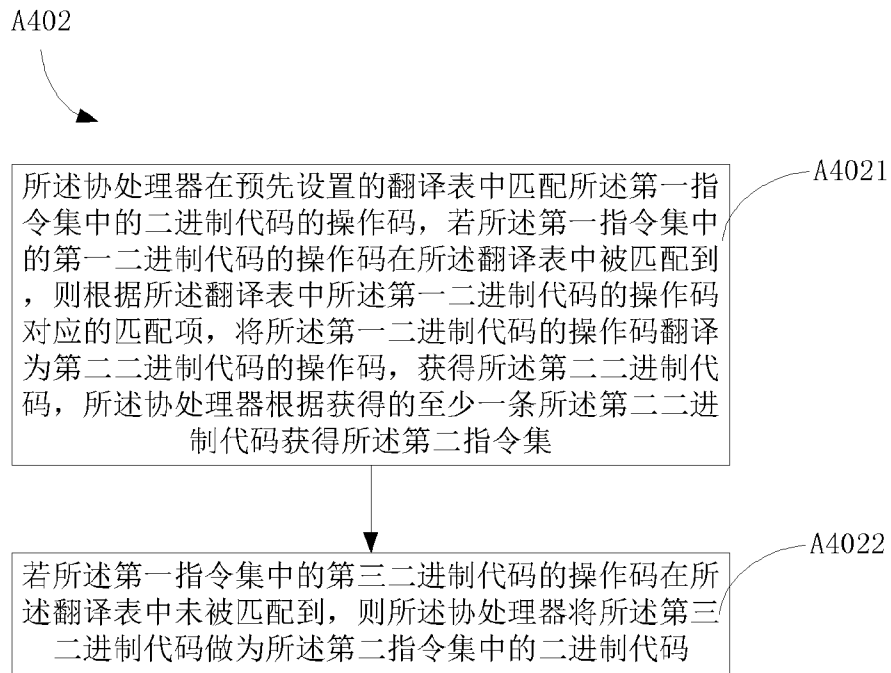 A402
所述协处理器在预先设置的翻译表中匹配所述第一指
A4021
令集中的二进制代码的操作码，若所述第一指令集中
的第一二进制代码的操作码在所述翻译表中被匹配到
，则根据所述翻译表中所述第一二进制代码的操作码
对应的匹配项，将所述第一二进制代码的操作码翻译
为第二二进制代码的操作码，获得所述第二二进制代
码，所述协处理器根据获得的至少一条所述第二二进
制代码获得所述第二指令集
A4022
若所述第一指令集中的第三二进制代码的操作码在所
述翻译表中未被匹配到，则所述协处理器将所述第三
二进制代码做为所述第二指令集中的二进制代码